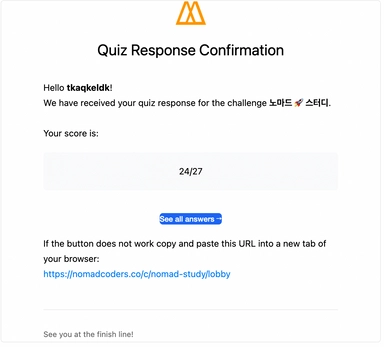 Quiz Response Confirmation
Hello tkaqkeldk!
We have received your quiz response for the challenge 노마드 🚀 스터디.
Your score is:
24/27
See all answers →
If the button does not work copy and paste this URL into a new tab of
your browser:
https://nomadcoders.co/c/nomad-study/lobby
See you at the finish line!